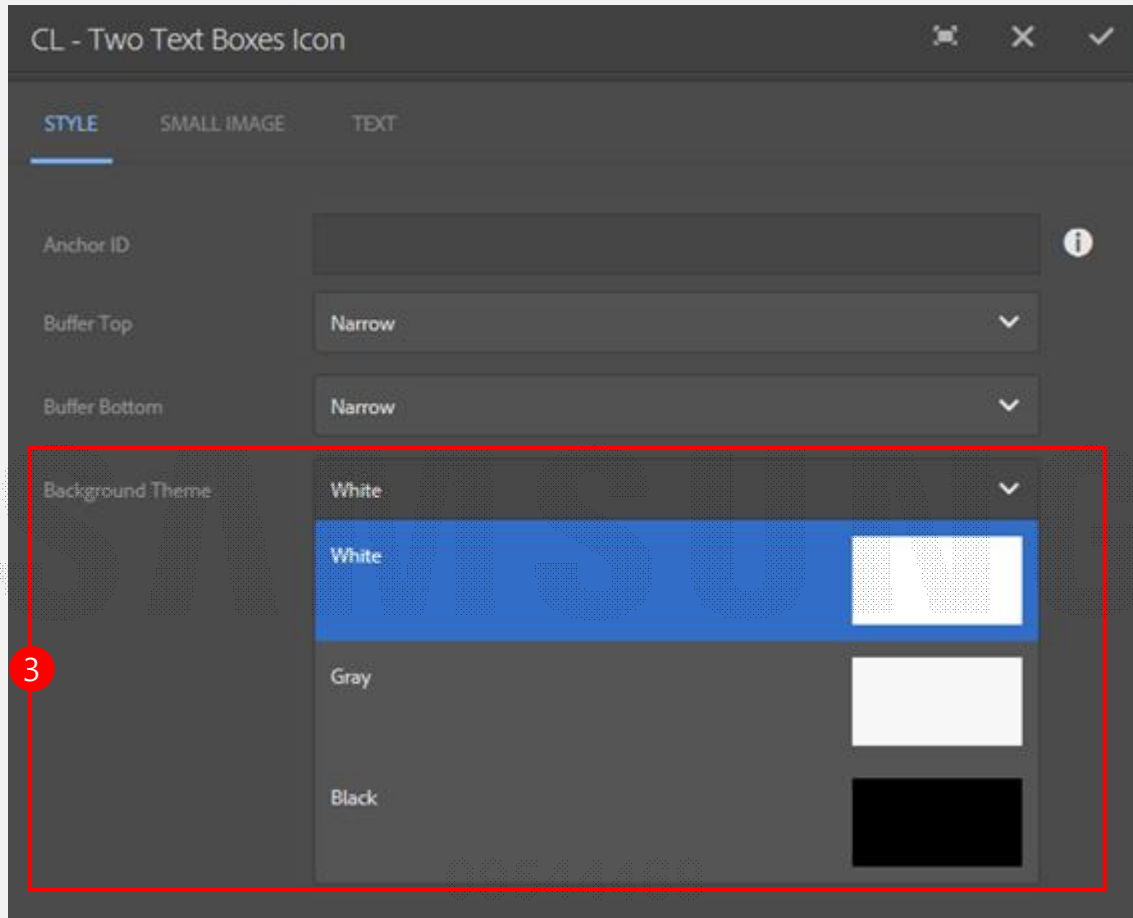 CL - Two Text Boxes Icon
STYLE SMALL IMAGE TEXT
Anchor ID
Buffer Top Narrow
Buffer Bottom Narrow
Background Theme White
White
SAMSUNG
3
Gray
Black